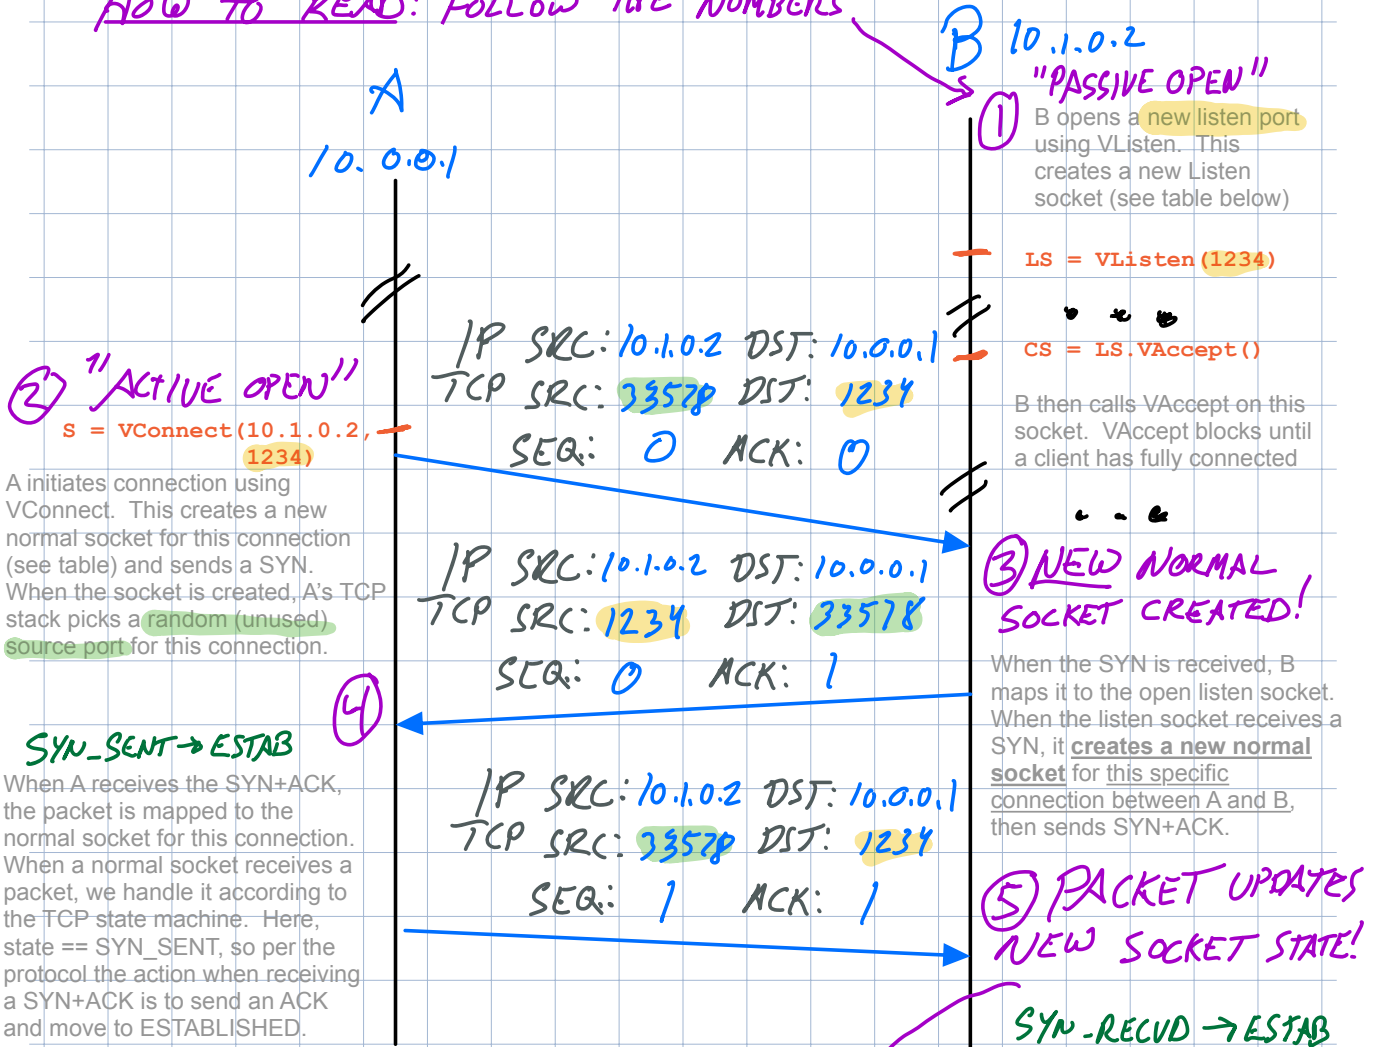 HOW TO READ: FOLLOW THE NUMBERS
A
10.0.0.1
B 10.1.0.2
"PASSIVE OPEN"
①
B opens a new listen port
using VListen. This
creates a new Listen
socket (see table below)
LS = VListen(1234)
...
CS = LS.VAccept()
B then calls VAccept on this
socket. VAccept blocks until
a client has fully connected
...
② "ACTIVE OPEN"
S = VConnect(10.1.0.2,
1234)
A initiates connection using
VConnect. This creates a new
normal socket for this connection
(see table) and sends a SYN.
When the socket is created, A's TCP
stack picks a random (unused)
source port for this connection.
IP SRC: 10.1.0.2 DST: 10.0.0.1
TCP SRC: 33578 DST: 1234
SEQ: 0 ACK: 0
③ NEW NORMAL
SOCKET CREATED!
When the SYN is received, B
maps it to the open listen socket.
When the listen socket receives a
SYN, it creates a new normal
socket for this specific
connection between A and B,
then sends SYN+ACK.
IP SRC: 10.1.0.2 DST: 10.0.0.1
TCP SRC: 1234 DST: 33578
SEQ: 0 ACK: 1
④
SYN_SENT → ESTAB
When A receives the SYN+ACK,
the packet is mapped to the
normal socket for this connection.
When a normal socket receives a
packet, we handle it according to
the TCP state machine. Here,
state == SYN_SENT, so per the
protocol the action when receiving
a SYN+ACK is to send an ACK
and move to ESTABLISHED.
IP SRC: 10.1.0.2 DST: 10.0.0.1
TCP SRC: 33578 DST: 1234
SEQ: 1 ACK: 1
⑤ PACKET UPDATES
NEW SOCKET STATE!
SYN_RECVD → ESTAB